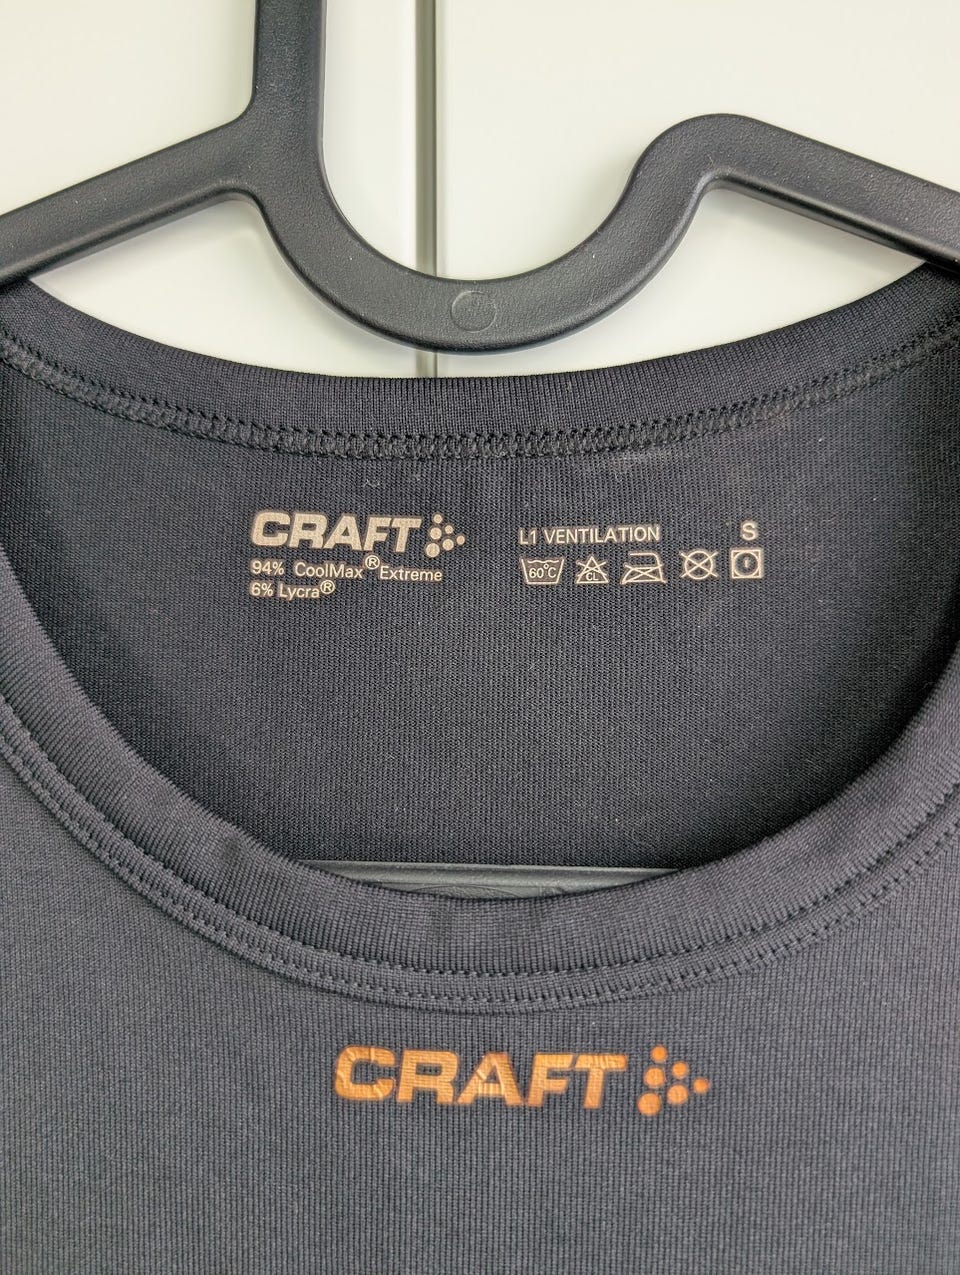 CRAFT
94% CoolMax® Extreme
6% Lycra®
L1 VENTILATION S
60°C CL
CRAFT